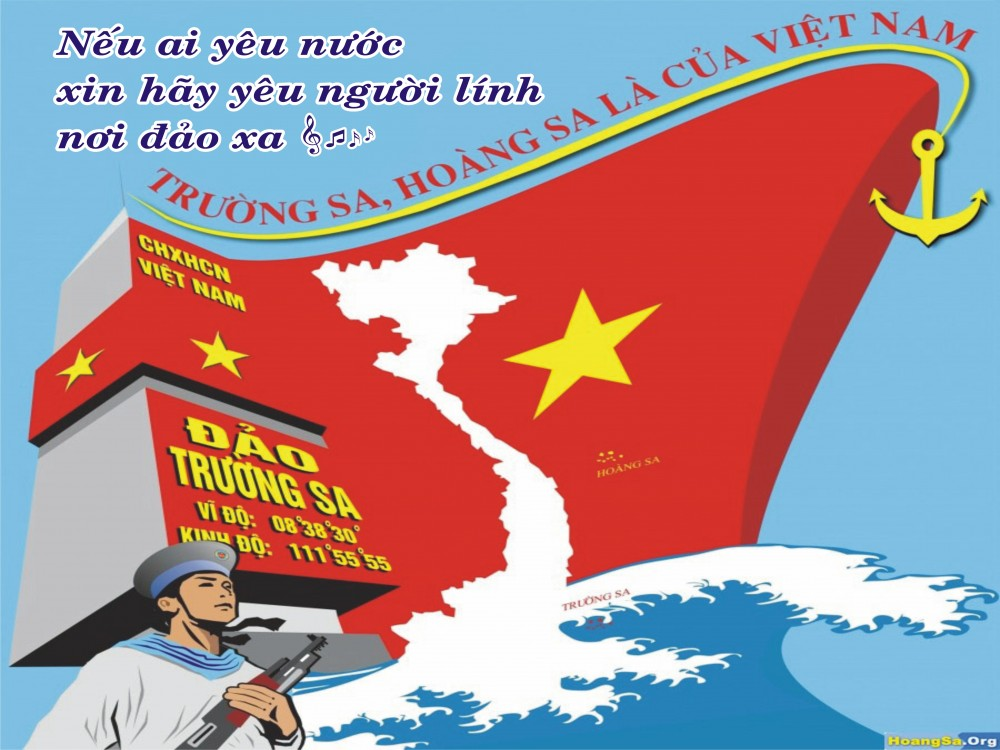 Nếu ai yêu nước
xin hãy yêu người lính
nơi đảo xa
TRƯỜNG SA, HOÀNG SA LÀ CỦA VIỆT NAM
CHXHCN
VIỆT NAM
ĐẢO
TRƯỜNG SA
VĨ ĐỘ: 08°38°30°
KINH ĐỘ: 111°55°55
HOÀNG SA
TRƯỜNG SA
HoangSa.Org